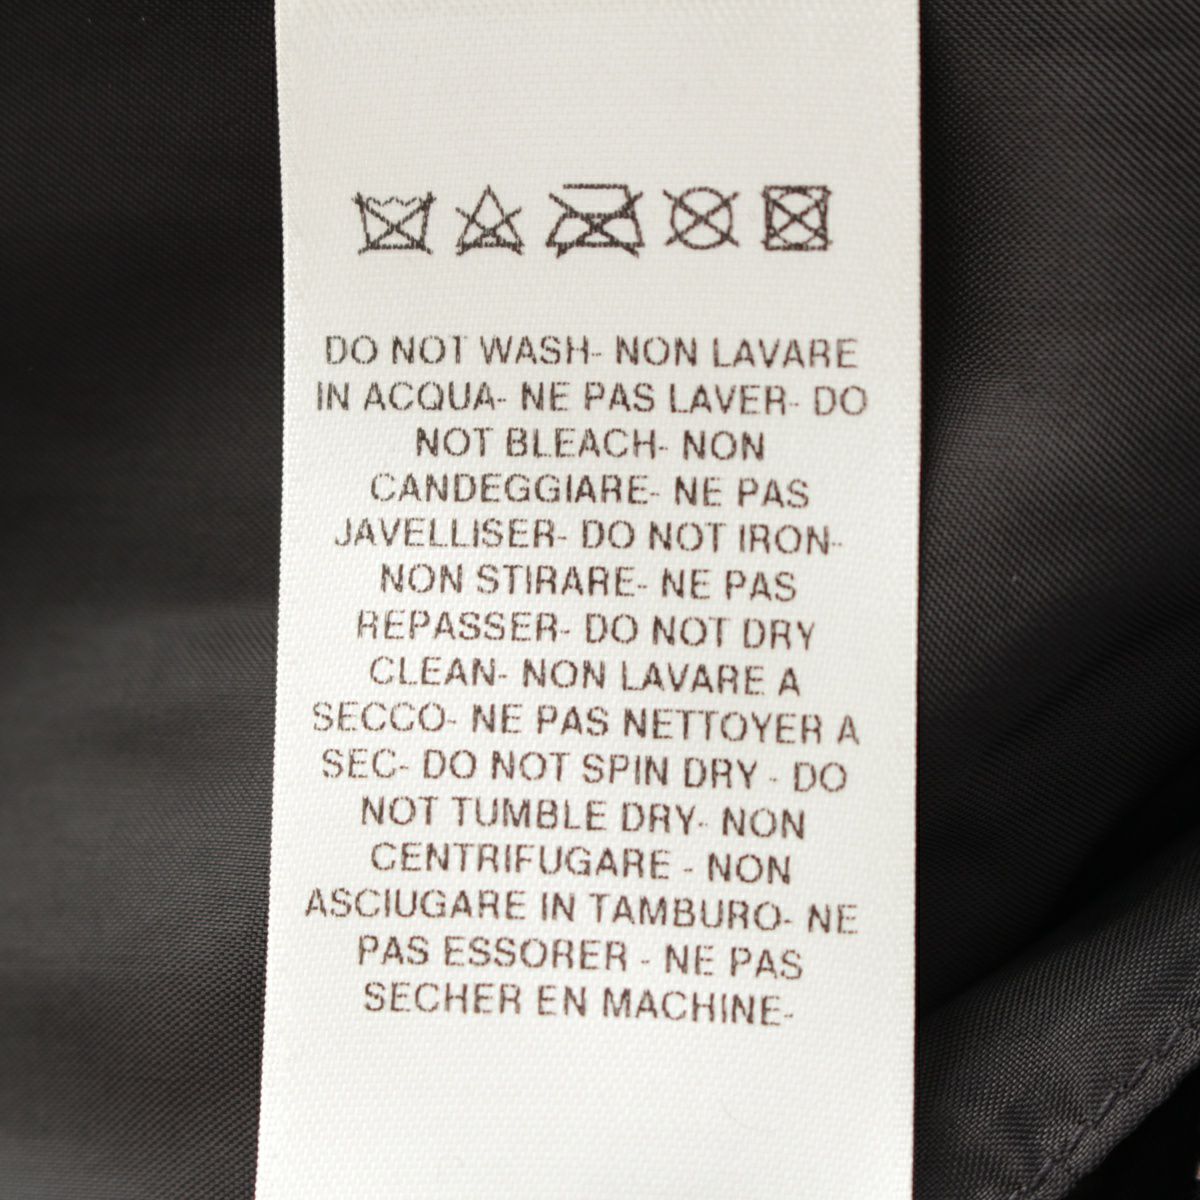 DO NOT WASH- NON LAVARE
IN ACQUA- NE PAS LAVER- DO
NOT BLEACH- NON
CANDEGGIARE- NE PAS
JAVELLISER- DO NOT IRON-
NON STIRARE- NE PAS
REPASSER- DO NOT DRY
CLEAN- NON LAVARE A
SECCO- NE PAS NETTOYER A
SEC- DO NOT SPIN DRY - DO
NOT TUMBLE DRY- NON
CENTRIFUGARE - NON
ASCIUGARE IN TAMBURO- NE
PAS ESSORER - NE PAS
SECHER EN MACHINE-